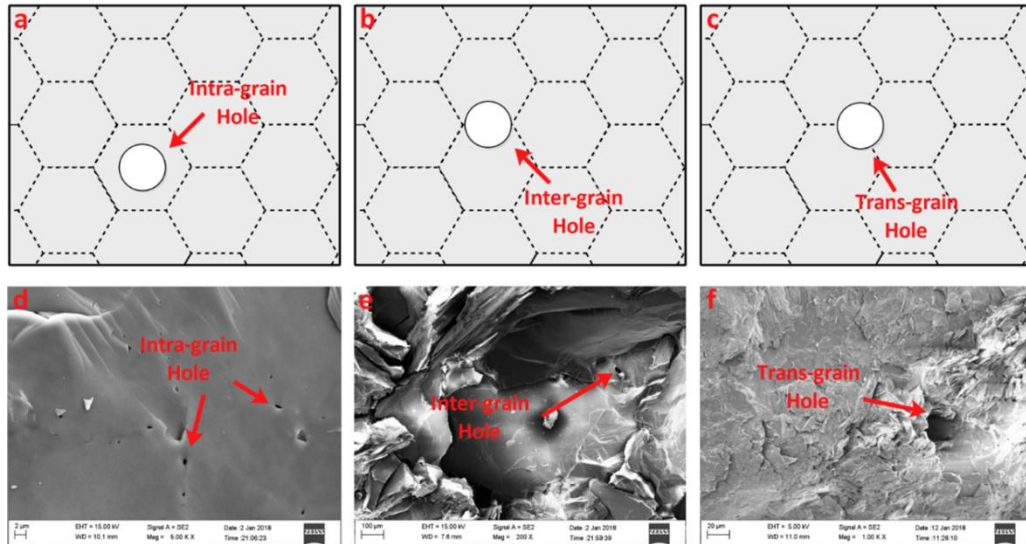 a
Intra-grain
Hole
b
Inter-grain
Hole
c
Trans-grain
Hole
d
Intra-grain
Hole
2 µm
EHT = 15.00 kV
Signal A = SE2
Date :2 Jan 2018
WD = 10.1 mm
Mag = 5.00 K X
Time :21:06:23
ZEISS
e
Inter-grain
Hole
100 µm
EHT = 15.00 kV
Signal A = SE2
Date :2 Jan 2018
WD = 7.6 mm
Mag = 200 X
Time :21:59:39
ZEISS
f
Trans-grain
Hole
20 µm
EHT = 5.00 kV
Signal A = SE2
Date :12 Jan 2018
WD = 11.0 mm
Mag = 1.00 K X
Time :11:28:10
ZEISS